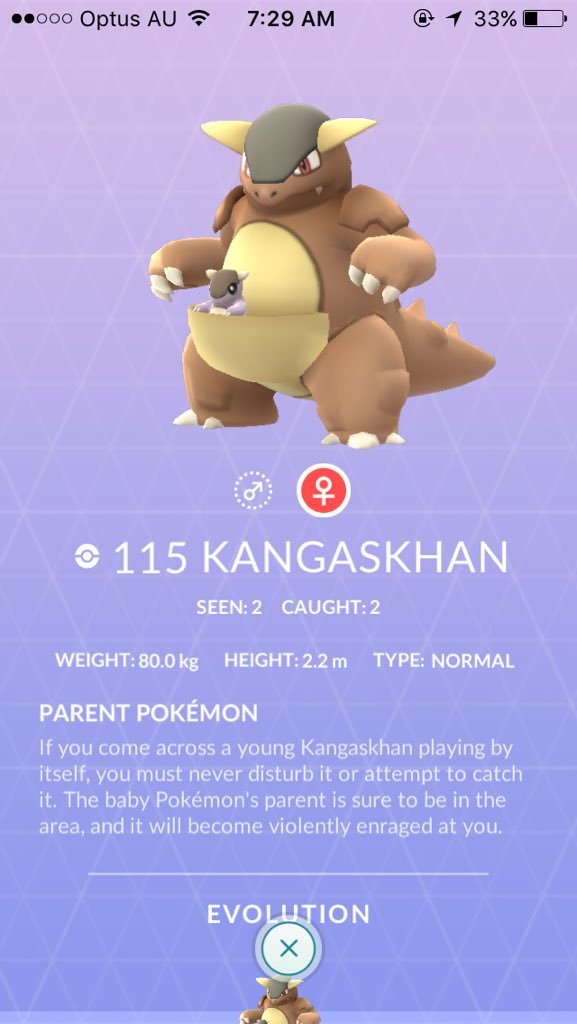 Optus AU 7:29 AM 33%
115 KANGASKHAN
SEEN: 2 CAUGHT: 2
WEIGHT: 80.0 kg HEIGHT: 2.2 m TYPE: NORMAL
PARENT POKÉMON
If you come across a young Kangaskhan playing by
itself, you must never disturb it or attempt to catch
it. The baby Pokémon's parent is sure to be in the
area, and it will become violently enraged at you.
EVOLUTION